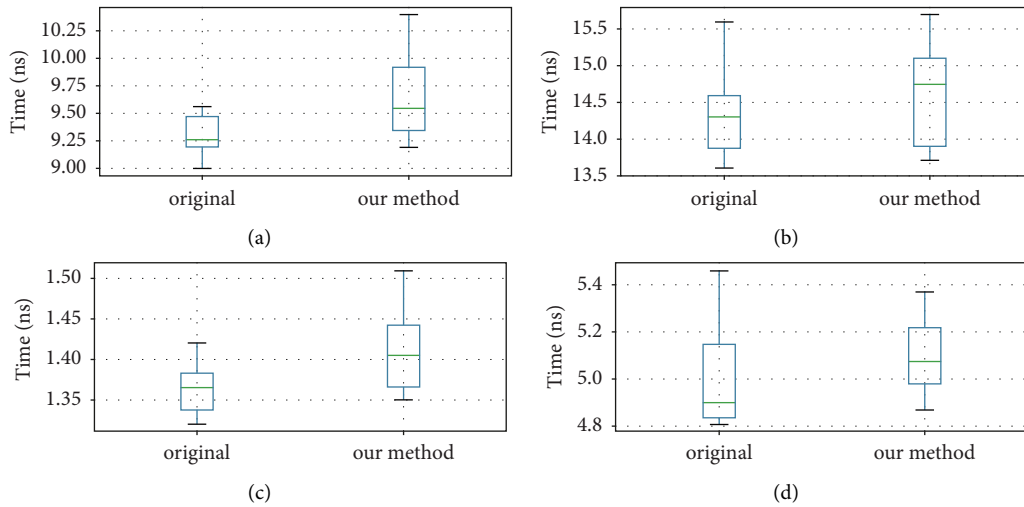 Time (ns)
10.25
10.00
9.75
9.50
9.25
9.00
original
our method
(a)
Time (ns)
15.5
15.0
14.5
14.0
13.5
original
our method
(b)
Time (ns)
1.50
1.45
1.40
1.35
original
our method
(c)
Time (ns)
5.4
5.2
5.0
4.8
original
our method
(d)